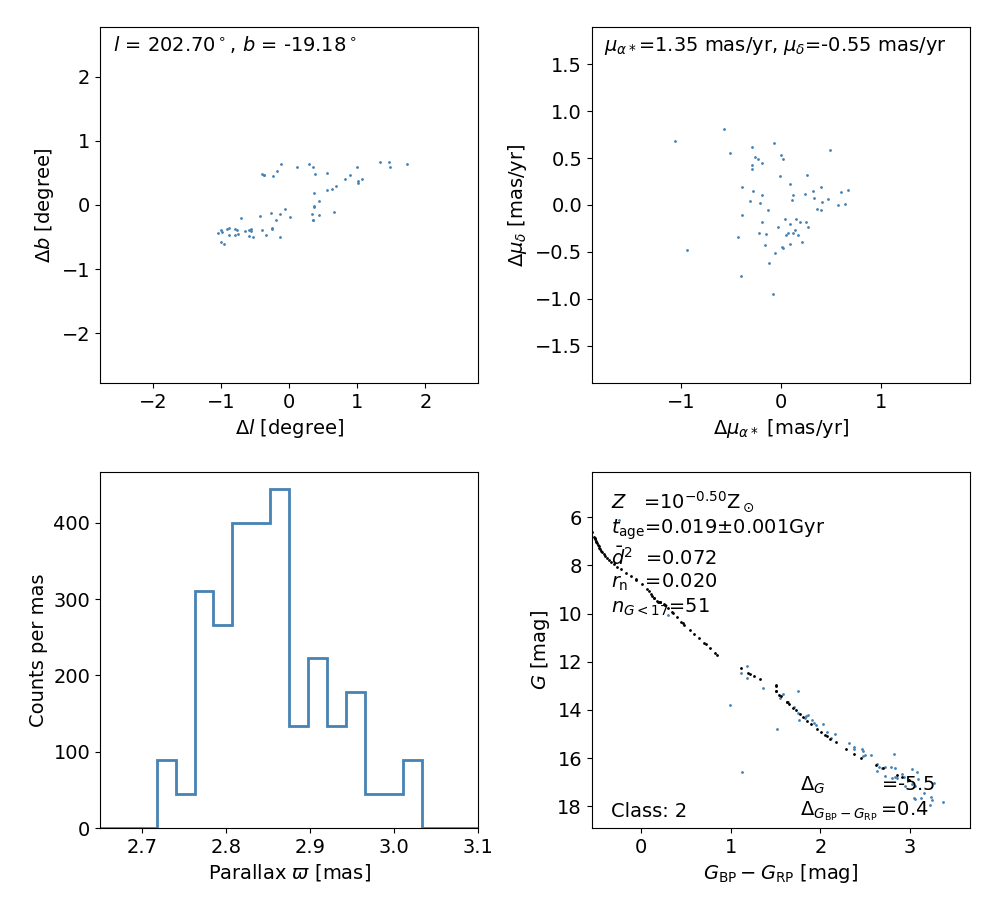 l = 202.70°, b = -19.18°
2
1
0
−1
−2
Δb [degree]
−2 −1 0 1 2
Δl [degree]
μα*=1.35 mas/yr, μδ=-0.55 mas/yr
1.5
1.0
0.5
0.0
−0.5
−1.0
−1.5
Δμδ [mas/yr]
−1 0 1
Δμα* [mas/yr]
400
300
200
100
0
Counts per mas
2.7 2.8 2.9 3.0 3.1
Parallax ϖ [mas]
Z =10^−0.50 Z⊙
tage=0.019±0.001Gyr
d̄² =0.072
rn =0.020
nG<17=51
6
8
10
12
14
16
18
G [mag]
ΔG =-5.5
Class: 2
ΔGBP−GRP=0.4
0 1 2 3
GBP − GRP [mag]